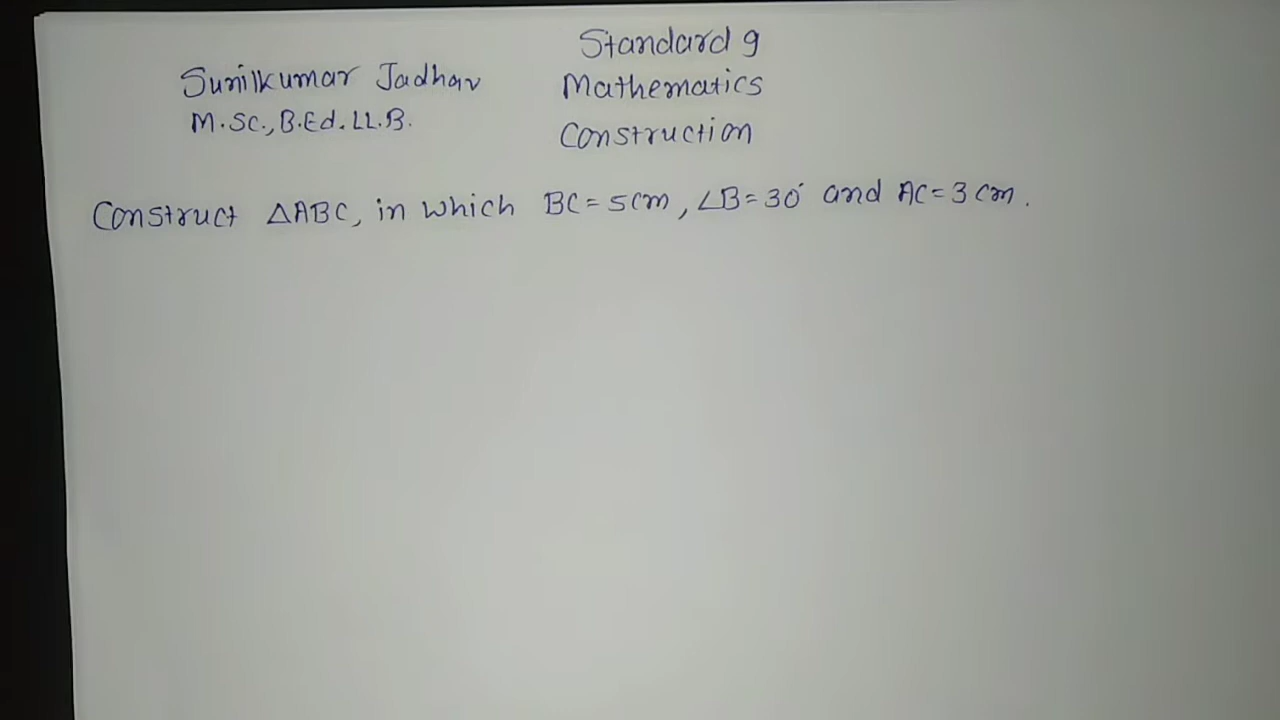 Standard 9
Sunilkumar Jadhav
Mathematics
M.Sc., B.Ed. LL.B.
Construction
Construct △ABC, in which BC = 5cm, ∠B = 30° and AC = 3 cm.